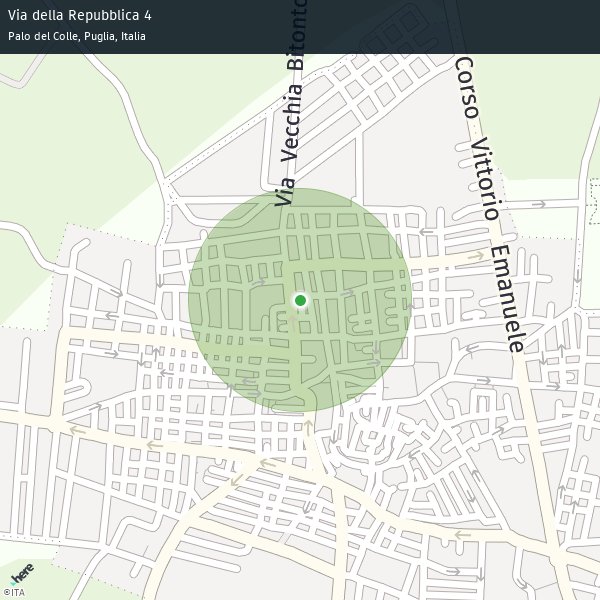 Via della Repubblica 4
Palo del Colle, Puglia, Italia
Via Vecchia Bitonto
Corso Vittorio Emanuele
here
©ITA